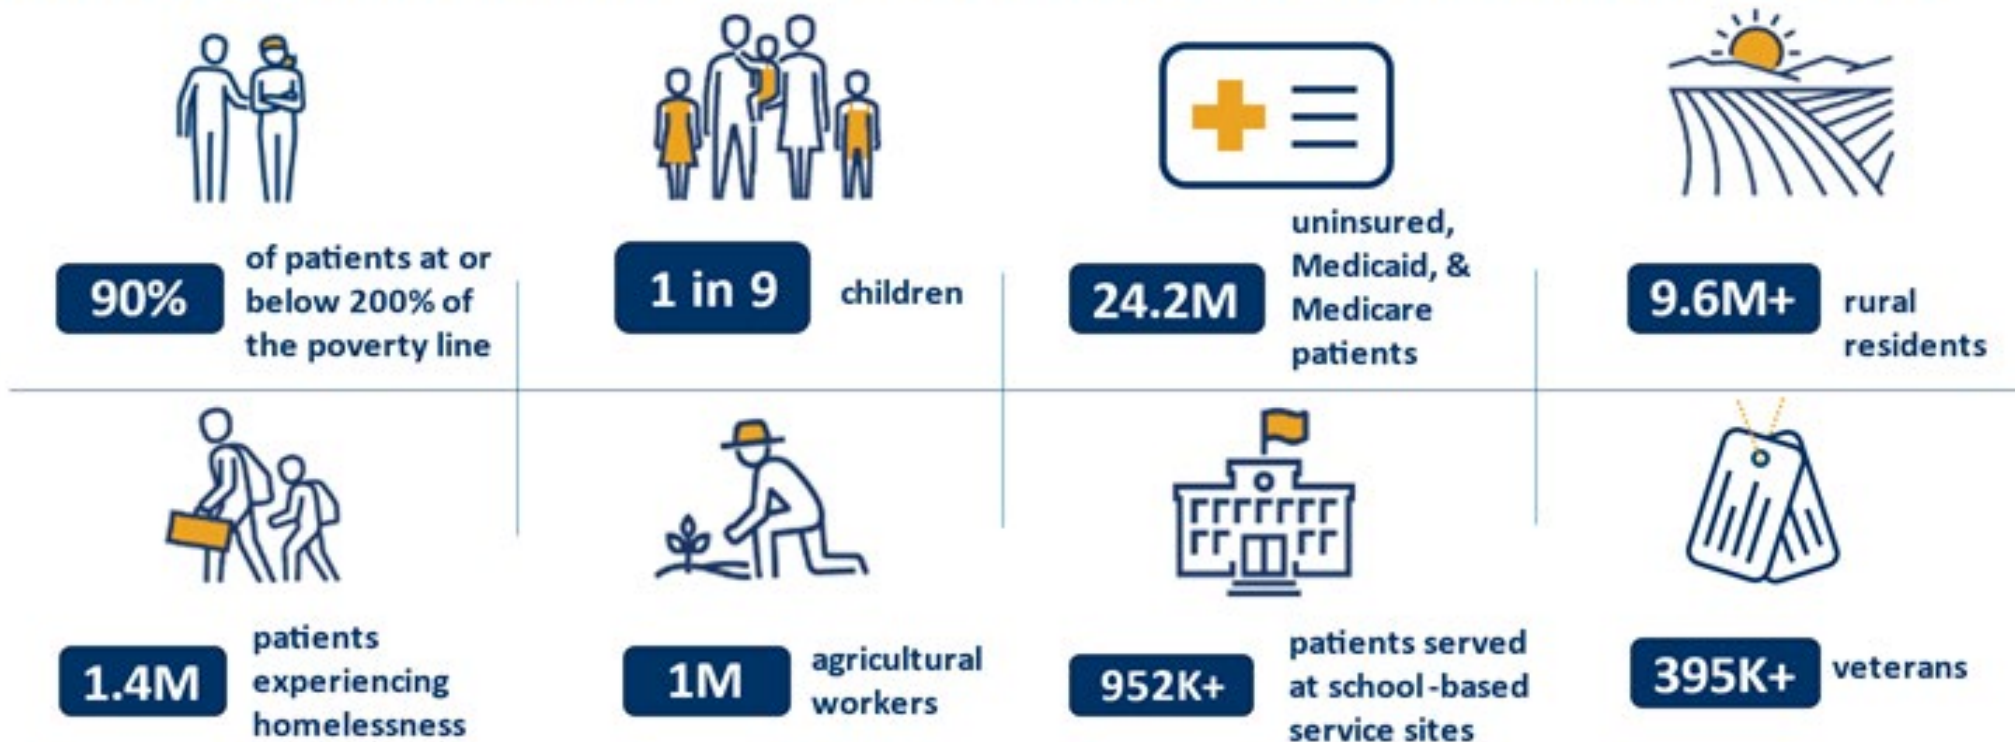 90%
of patients at or
below 200% of
the poverty line
1 in 9
children
24.2M
uninsured,
Medicaid, &
Medicare
patients
9.6M+
rural
residents
1.4M
patients
experiencing
homelessness
1M
agricultural
workers
952K+
patients served
at school-based
service sites
395K+
veterans